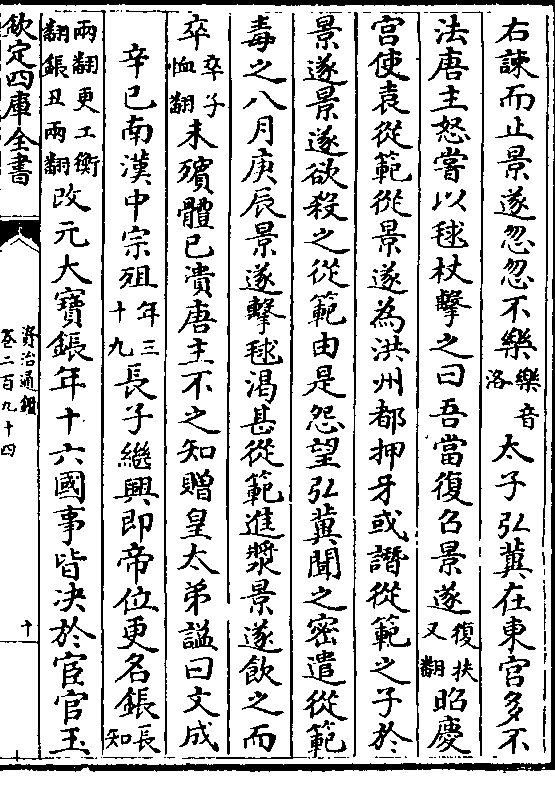 右諫而止景遂忽忽不樂樂音洛太子弘冀在東宮多不
法唐主怒嘗以毬杖擊之曰吾當復召景遂復扶又翻昭慶
宮使袁從範從景遂為洪州都押牙或譖從範之子於
景遂景遂欲殺之從範由是怨望弘冀聞之密遣從範
毒之八月庚辰景遂擊毬渴甚從範進漿景遂飲之而
卒卒子恤翻未殯體已潰唐主不之知贈皇太弟諡曰文成
辛巳南漢中宗殂年三十九長子繼興即帝位更名鋹長知
兩翻更工衡翻鋹丑兩翻改元大寶鋹年十六國事皆決於宦官玉
欽定四庫全書
資治通鑑
卷二百九十四
十